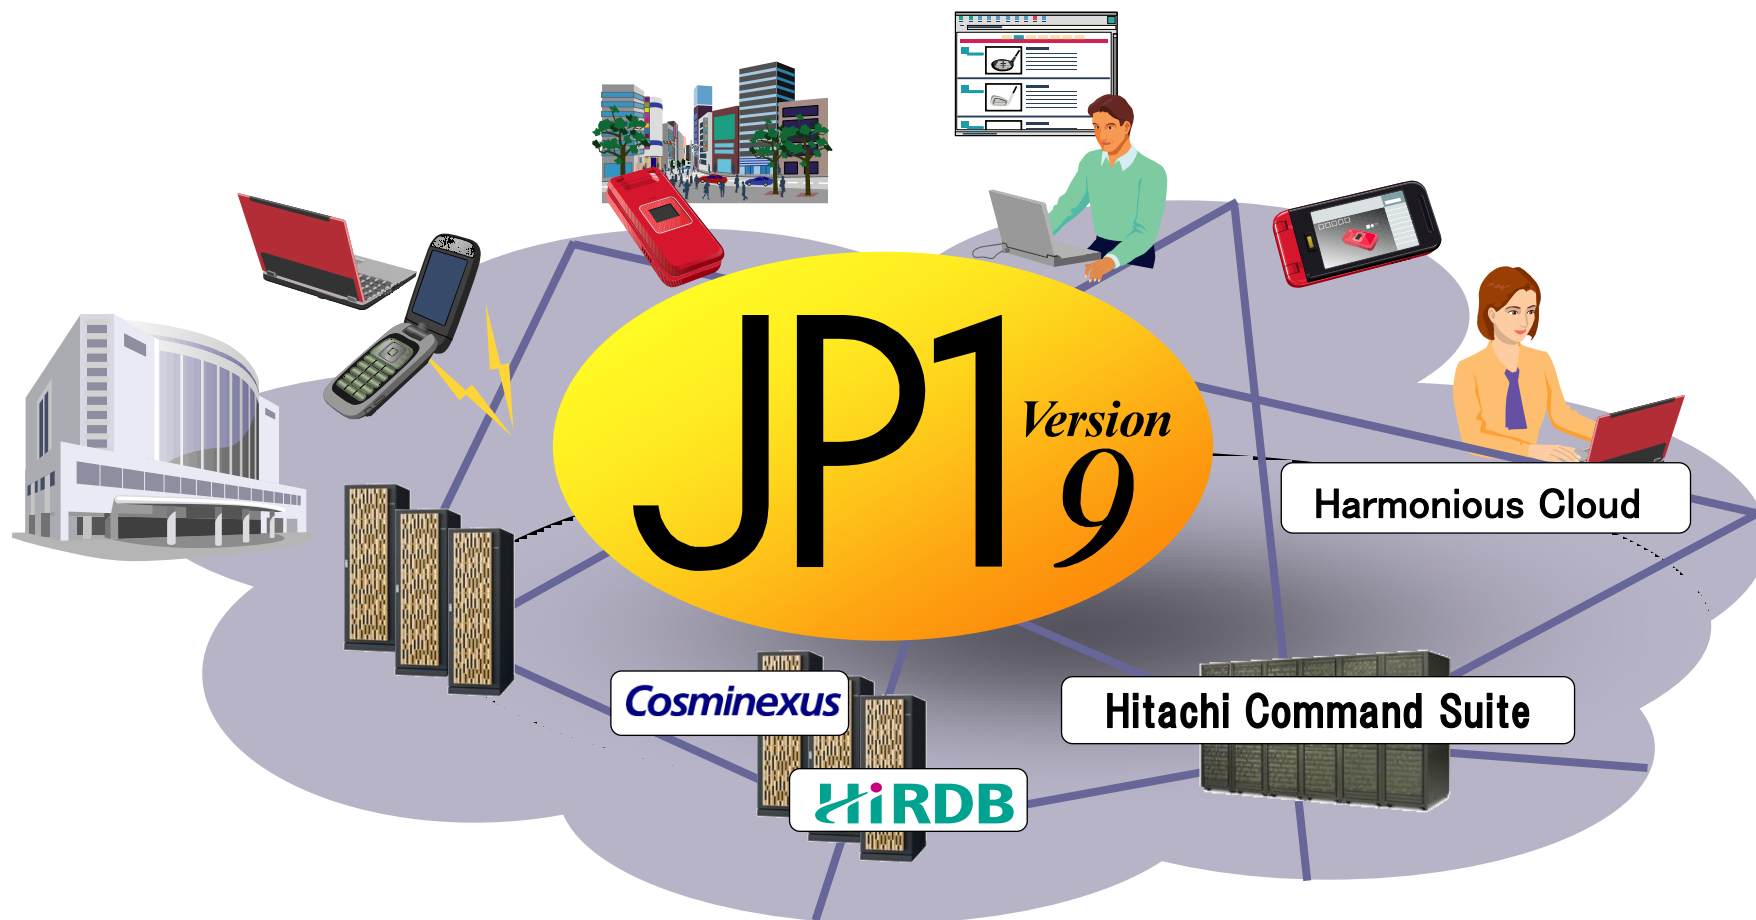 JP1
Version
9
Harmonious Cloud
Cosminexus
Hitachi Command Suite
HiRDB